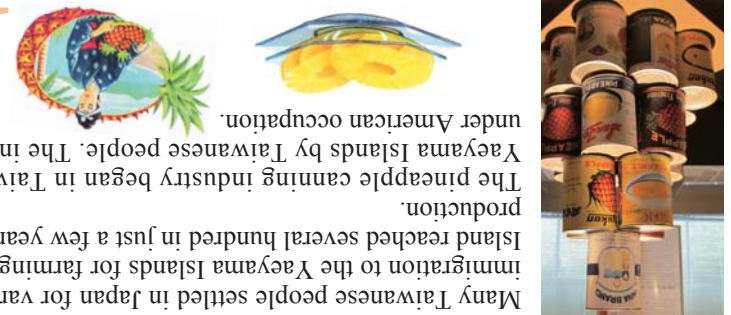 Many Taiwanese people settled in Japan for var
immigration to the Yaeyama Islands for farming
Island reached several hundred in just a few year
production.
The pineapple canning industry began in Taiw
Yaeyama Islands by Taiwanese people. The in
under American occupation.